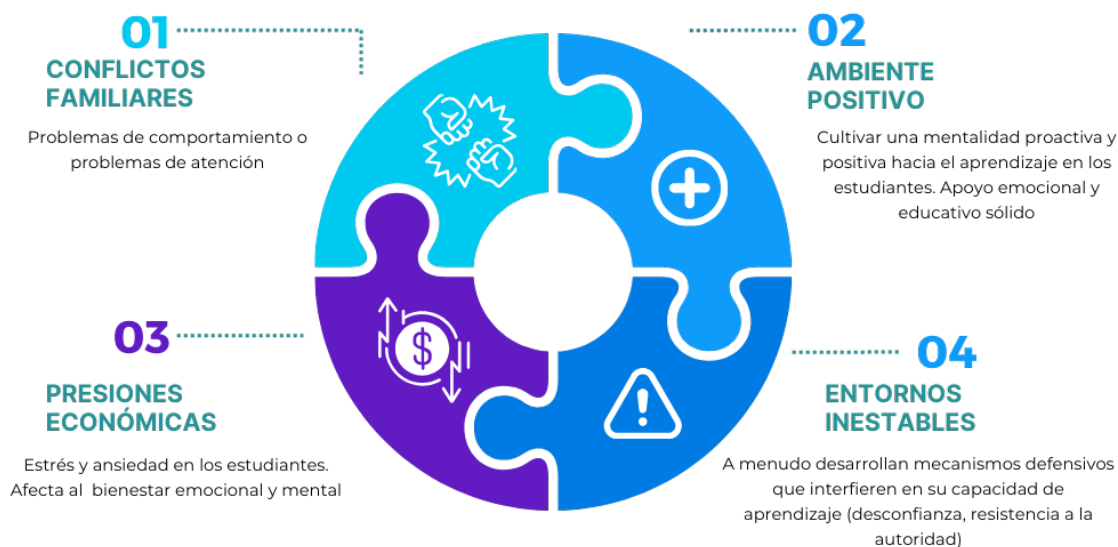 01
CONFLICTOS
FAMILIARES
Problemas de comportamiento o
problemas de atención
02
AMBIENTE
POSITIVO
Cultivar una mentalidad proactiva y
positiva hacia el aprendizaje en los
estudiantes. Apoyo emocional y
educativo sólido
03
PRESIONES
ECONÓMICAS
Estrés y ansiedad en los estudiantes.
Afecta al bienestar emocional y mental
$
04
ENTORNOS
INESTABLES
A menudo desarrollan mecanismos defensivos
que interfieren en su capacidad de
aprendizaje (desconfianza, resistencia a la
autoridad)